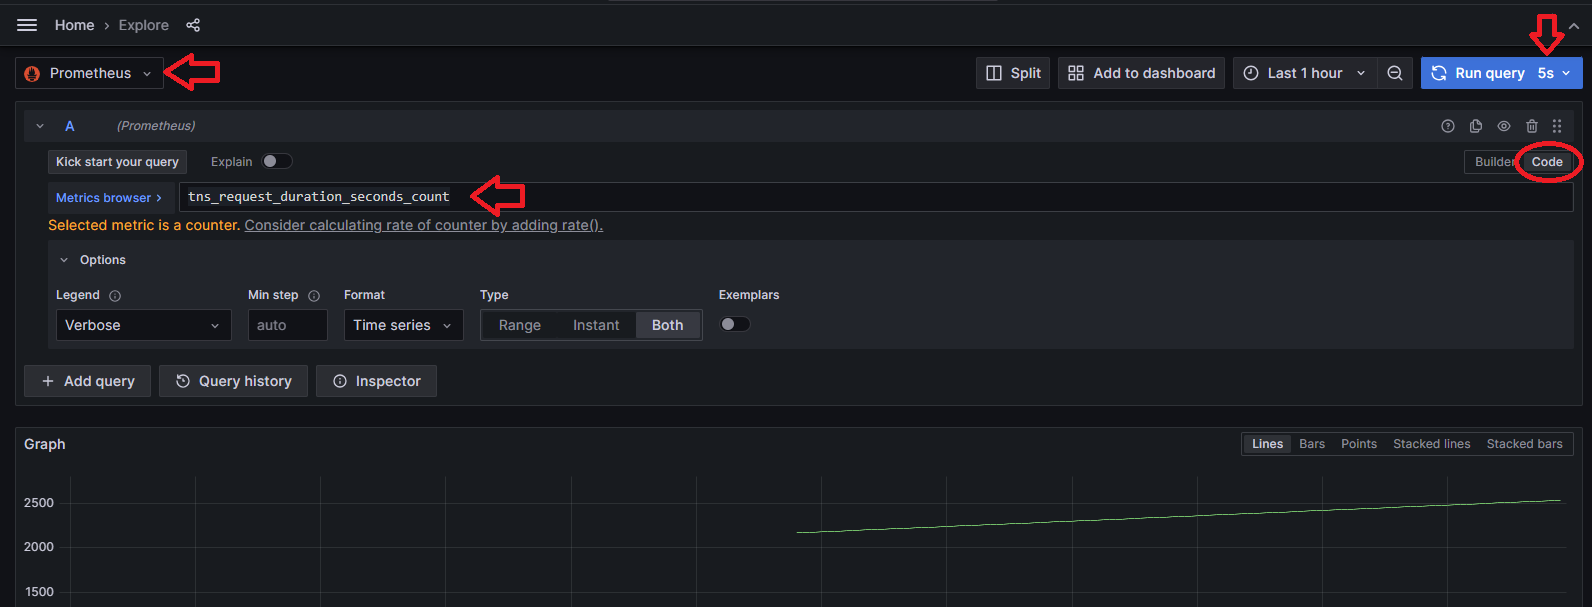 Home › Explore
Prometheus
Split
Add to dashboard
Last 1 hour
Run query 5s
A (Prometheus)
Kick start your query
Explain
Builder
Code
Metrics browser ›
tns_request_duration_seconds_count
Selected metric is a counter. Consider calculating rate of counter by adding rate().
Options
Legend Min step Format Type Exemplars
Verbose auto Time series Range Instant Both
+ Add query Query history Inspector
Graph
Lines Bars Points Stacked lines Stacked bars
2500
2000
1500